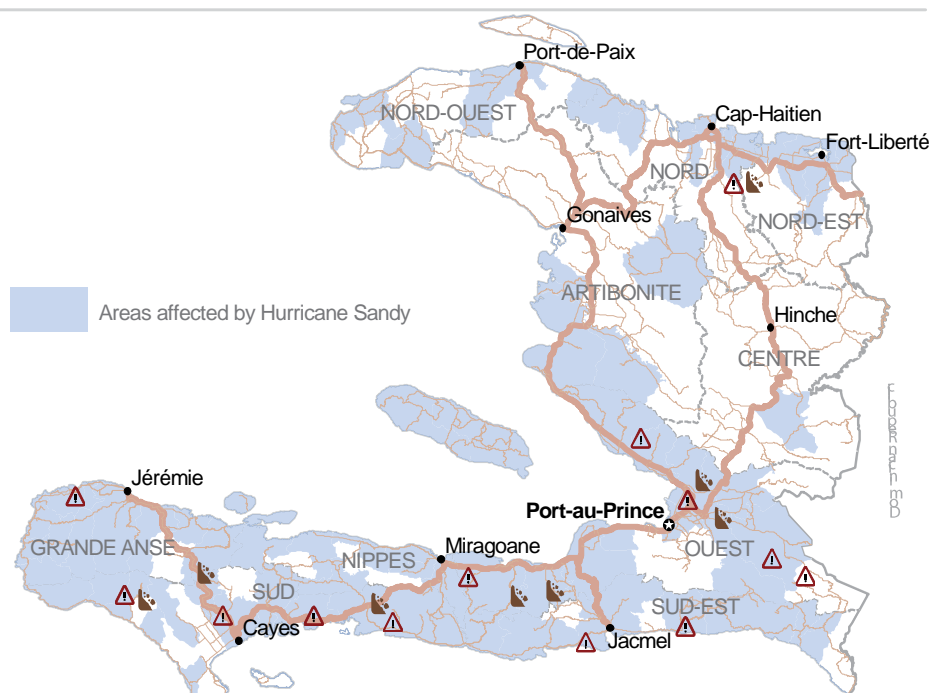 Port-de-Paix
NORD-OUEST
Cap-Haitien
Fort-Liberté
NORD
Gonaives
NORD-EST
ARTIBONITE
Areas affected by Hurricane Sandy
Hinche
CENTRE
Jérémie
Port-au-Prince
GRANDE ANSE
Miragoane
OUEST
NIPPES
SUD
SUD-EST
Cayes
Jacmel